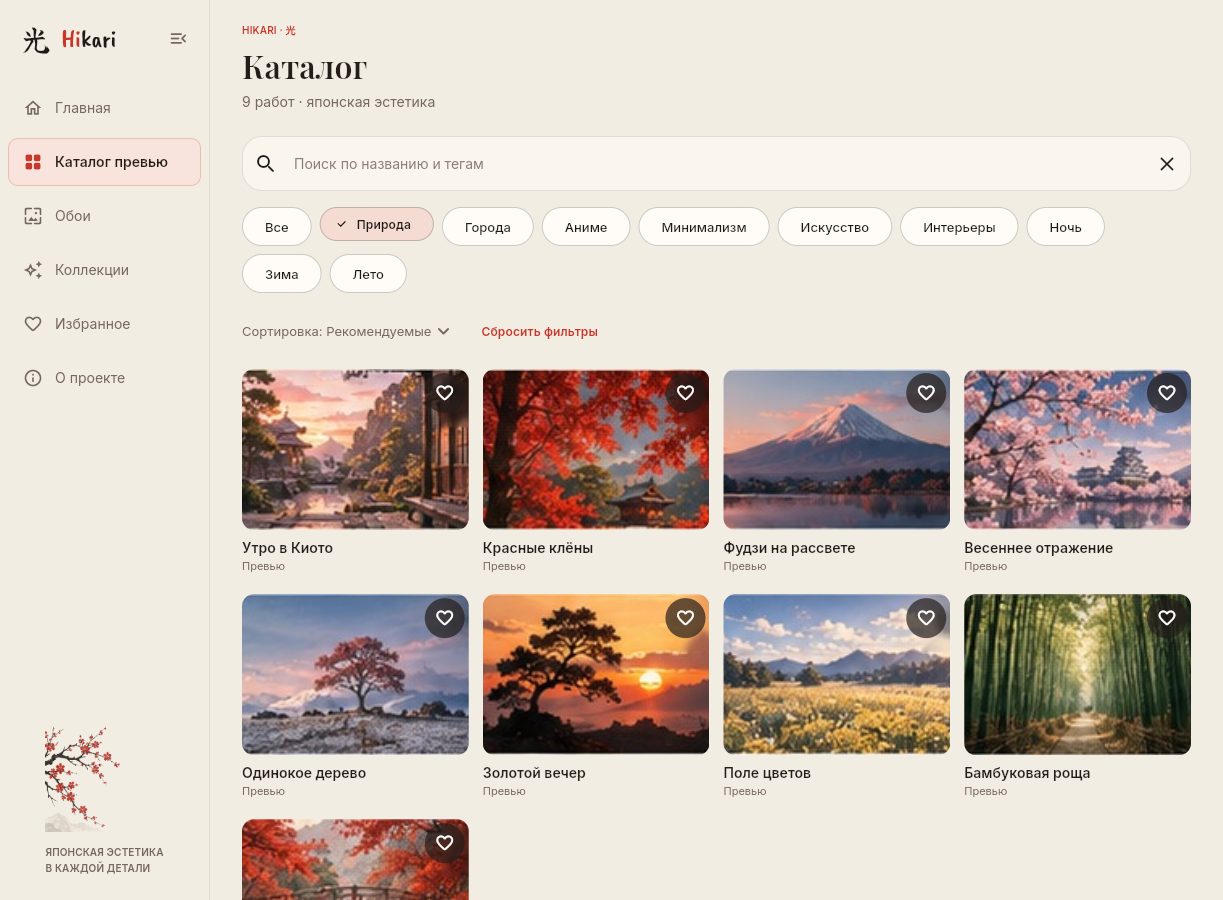 光 Hikari
Главная
Каталог превью
Обои
Коллекции
Избранное
О проекте
ЯПОНСКАЯ ЭСТЕТИКА
В КАЖДОЙ ДЕТАЛИ
HIKARI · 光
Каталог
9 работ · японская эстетика
Поиск по названию и тегам
Все Природа Города Аниме Минимализм Искусство Интерьеры Ночь
Зима Лето
Сортировка: Рекомендуемые Сбросить фильтры
Утро в Киото Красные клёны Фудзи на рассвете Весеннее отражение
Превью Превью Превью Превью
Одинокое дерево Золотой вечер Поле цветов Бамбуковая роща
Превью Превью Превью Превью